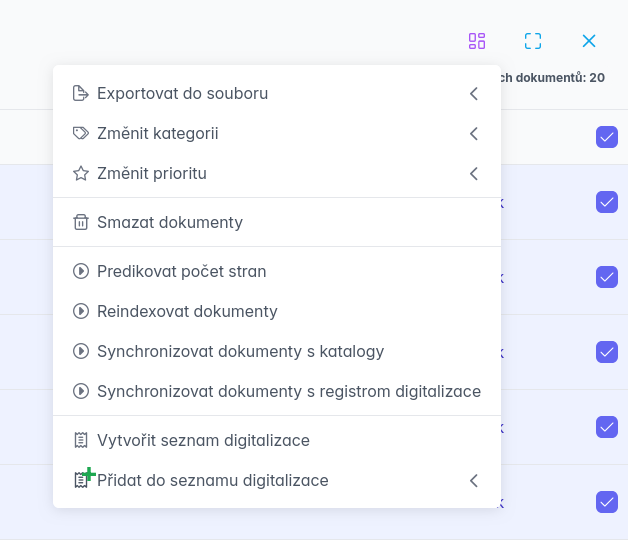 ch dokumentů: 20
Exportovat do souboru
Změnit kategorii
Změnit prioritu
Smazat dokumenty
Predikovat počet stran
Reindexovat dokumenty
Synchronizovat dokumenty s katalogy
Synchronizovat dokumenty s registrom digitalizace
Vytvořit seznam digitalizace
Přidat do seznamu digitalizace